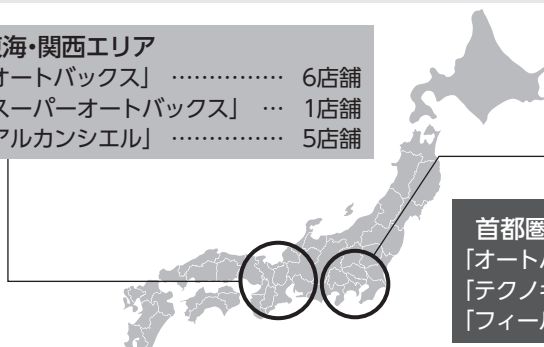 海・関西エリア
オートバックス」 …………… 6店舗
スーパーオートバックス」 … 1店舗
アルカンシエル」 …………… 5店舗
首都圏
「オートバ
「テクノ
「フィール